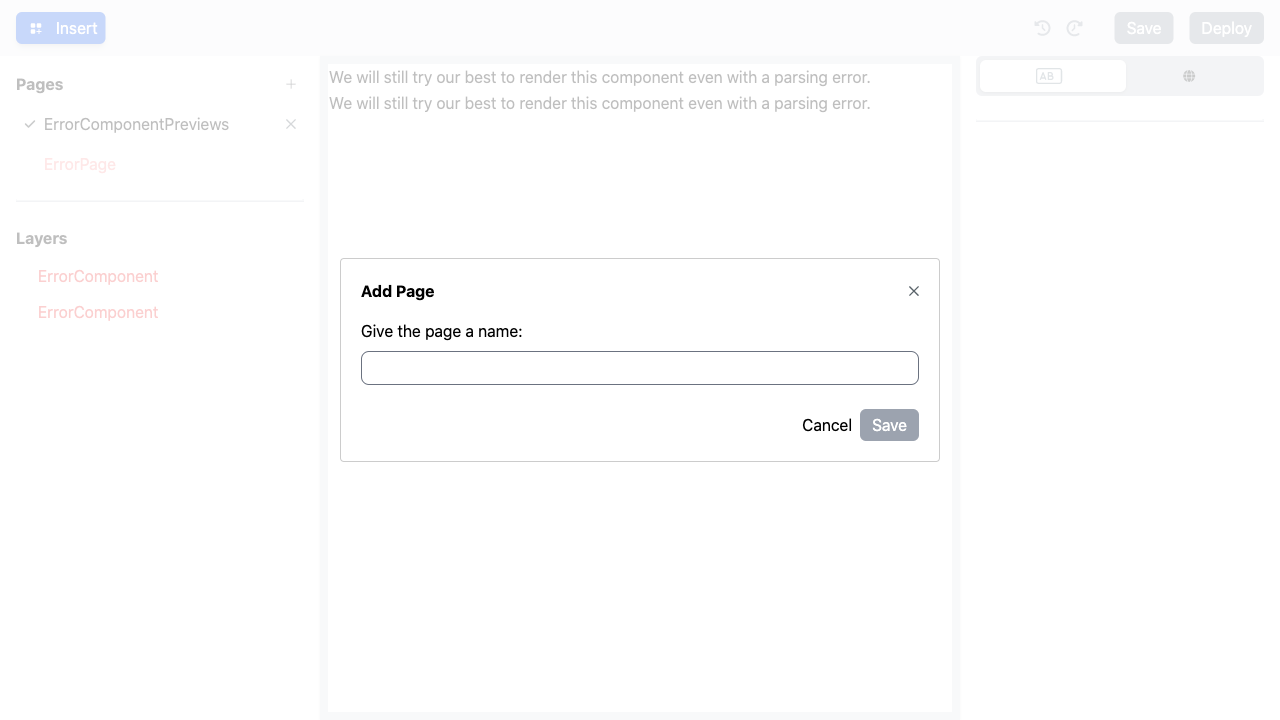 Insert
Save
Deploy
Pages
ErrorComponentPreviews
ErrorPage
Layers
ErrorComponent
ErrorComponent
We will still try our best to render this component even with a parsing error.
We will still try our best to render this component even with a parsing error.
AB
Add Page
Give the page a name:
Cancel
Save